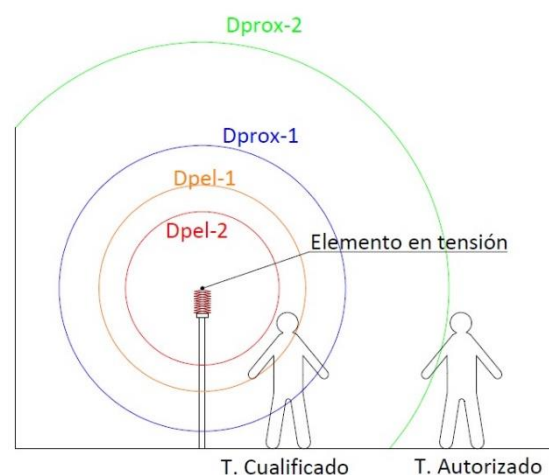 Dprox-2
Dprox-1
Dpel-1
Dpel-2
Elemento en tensión
T. Cualificado
T. Autorizado